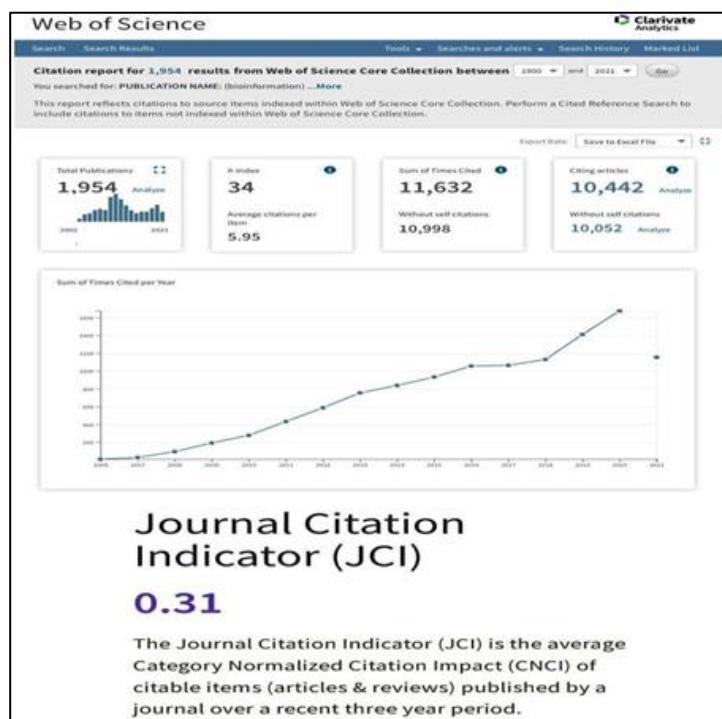 Web of Science
Clarivate
Analytics
Search Search Results Tools Searches and alerts Search History Marked List
Citation report for 1,954 results from Web of Science Core Collection between 1900 and 2021 Go
You searched for: PUBLICATION NAME: (bioinformation) ...More
This report reflects citations to source items indexed within Web of Science Core Collection. Perform a Cited Reference Search to
include citations to items not indexed within Web of Science Core Collection.
Export Data: Save to Excel File
Total Publications
1,954 Analyze
2021
h-index
34
Average citations per
item
5.95
Sum of Times Cited
11,632
Without self citations
10,998
Citing articles
10,442 Analyze
Without self citations
10,052 Analyze
Sum of Times Cited per Year
Journal Citation
Indicator (JCI)
0.31
The Journal Citation Indicator (JCI) is the average
Category Normalized Citation Impact (CNCI) of
citable items (articles & reviews) published by a
journal over a recent three year period.